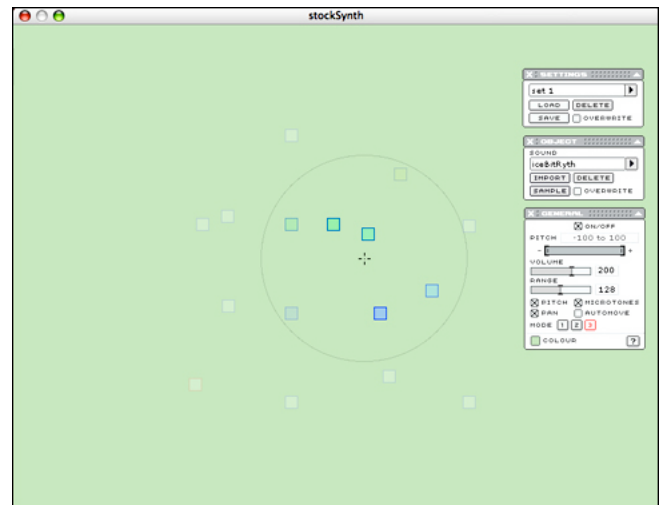 stockSynth
X SETTINGS
set 1
LOAD DELETE
SAVE OVERWRITE
X OBJECT
SOUND
iceBitRyth
IMPORT DELETE
SAMPLE OVERWRITE
X GENERAL
ON/OFF
PITCH -100 to 100
- +
VOLUME
200
RANGE
128
PITCH MICROTONES
PAN AUTOMOVE
MODE 1 2 3
COLOUR ?